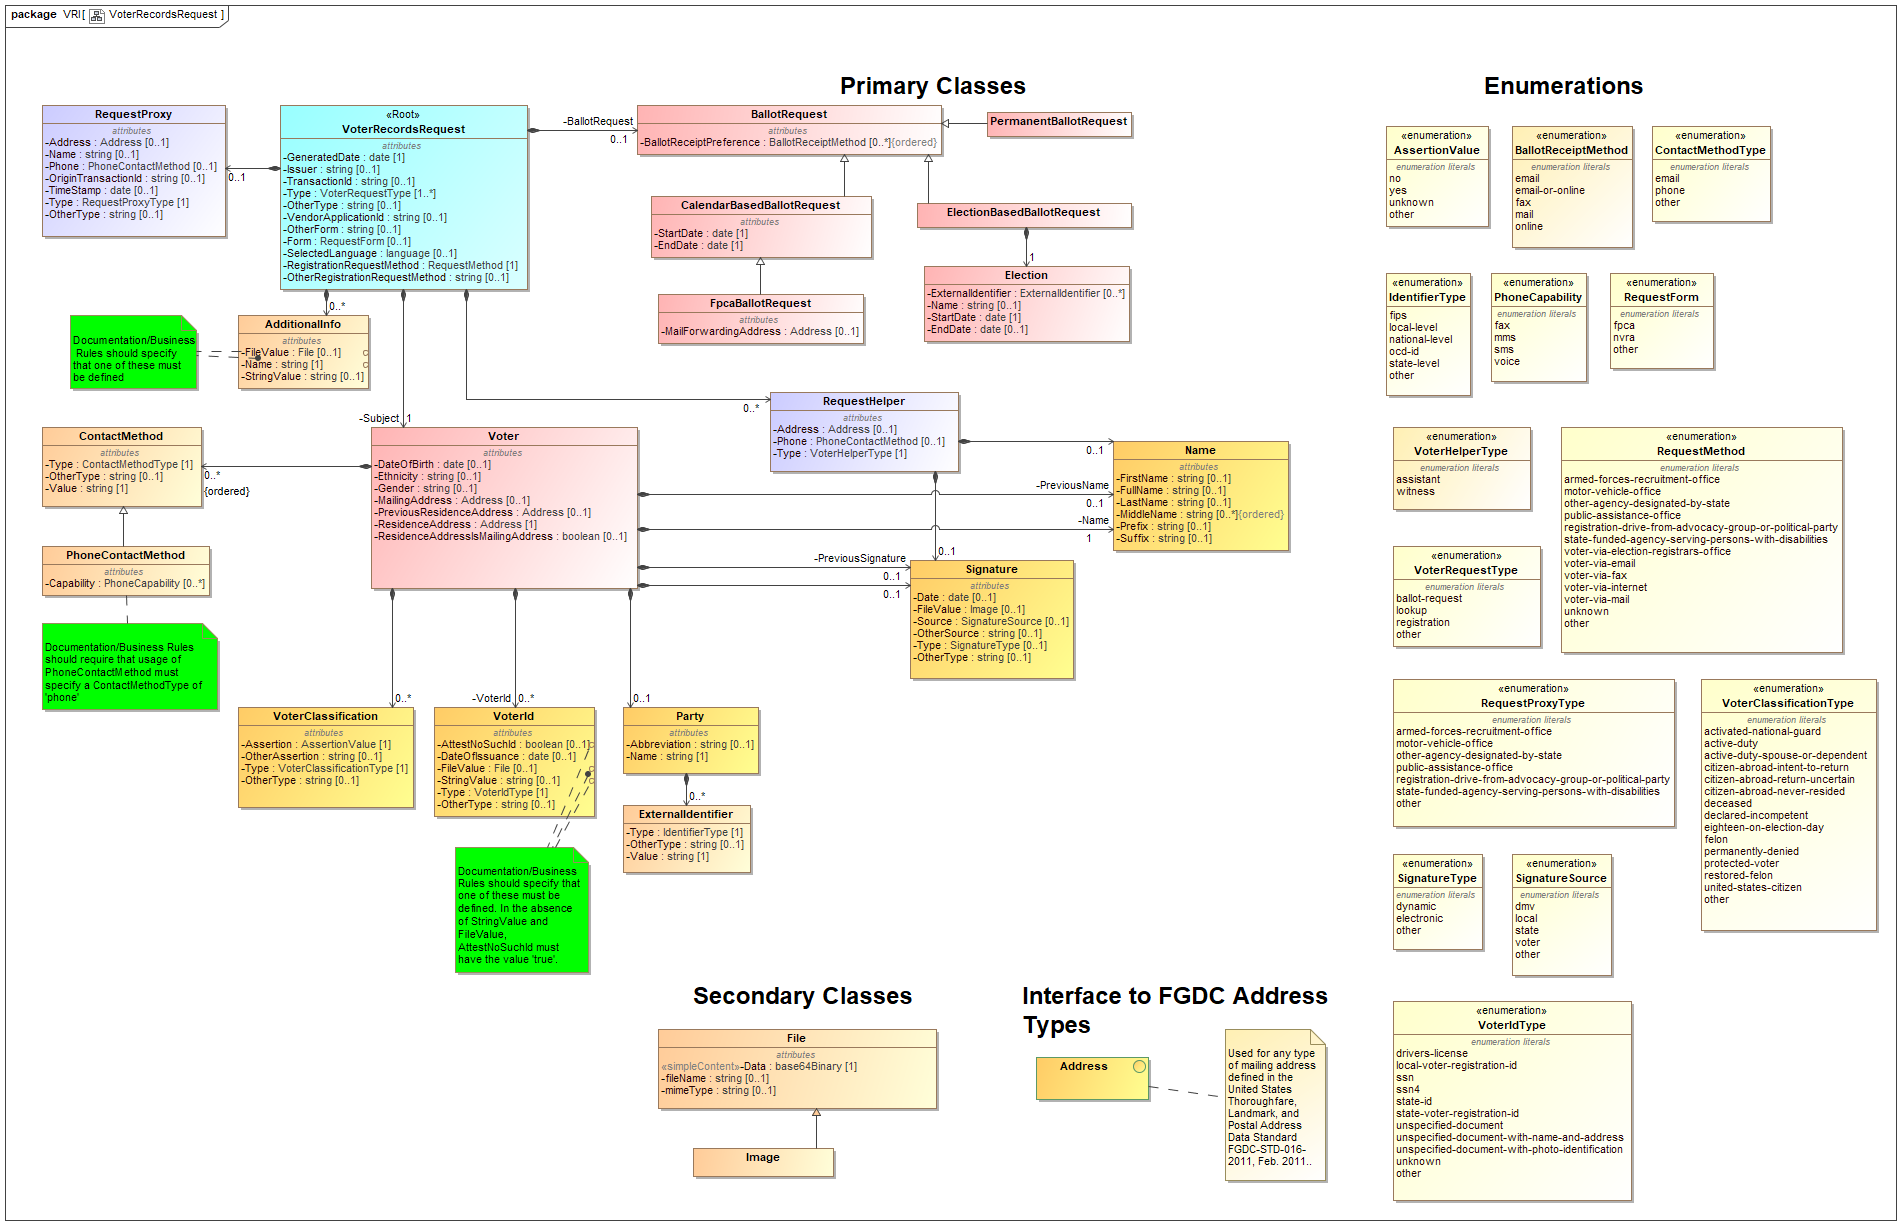 package VRI[ VoterRecordsRequest ]
Primary Classes
Enumerations
RequestProxy
attributes
-Address : Address [0..1]
-Name : string [0..1]
-Phone : PhoneContactMethod [0..1]
-OriginTransactionId : string [0..1]
-TimeStamp : date [0..1]
-Type : RequestProxyType [1]
-OtherType : string [0..1]
0..1
«Root»
VoterRecordsRequest
attributes
-GeneratedDate : date [1]
-Issuer : string [0..1]
-TransactionId : string [0..1]
-Type : VoterRequestType [1..*]
-OtherType : string [0..1]
-VendorApplicationId : string [0..1]
-OtherForm : string [0..1]
-Form : RequestForm [0..1]
-SelectedLanguage : language [0..1]
-RegistrationRequestMethod : RequestMethod [1]
-OtherRegistrationRequestMethod : string [0..1]
-BallotRequest
0..1
BallotRequest
attributes
-BallotReceiptPreference : BallotReceiptMethod [0..*]{ordered}
PermanentBallotRequest
CalendarBasedBallotRequest
attributes
-StartDate : date [1]
-EndDate : date [1]
ElectionBasedBallotRequest
1
FpcaBallotRequest
attributes
-MailForwardingAddress : Address [0..1]
Election
attributes
-ExternalIdentifier : ExternalIdentifier [0..*]
-Name : string [0..1]
-StartDate : date [1]
-EndDate : date [0..1]
0..*
AdditionalInfo
attributes
-FileValue : File [0..1]
-Name : string [1]
-StringValue : string [0..1]
Documentation/Business
Rules should specify
that one of these must
be defined
-Subject 1
0..*
RequestHelper
attributes
-Address : Address [0..1]
-Phone : PhoneContactMethod [0..1]
-Type : VoterHelperType [1]
0..1
ContactMethod
attributes
-Type : ContactMethodType [1]
-OtherType : string [0..1]
-Value : string [1]
0..*
{ordered}
Voter
attributes
-DateOfBirth : date [0..1]
-Ethnicity : string [0..1]
-Gender : string [0..1]
-MailingAddress : Address [0..1]
-PreviousResidenceAddress : Address [0..1]
-ResidenceAddress : Address [1]
-ResidenceAddressIsMailingAddress : boolean [0..1]
-PreviousName
0..1
-Name
1
Name
attributes
-FirstName : string [0..1]
-FullName : string [0..1]
-LastName : string [0..1]
-MiddleName : string [0..*]{ordered}
-Prefix : string [0..1]
-Suffix : string [0..1]
PhoneContactMethod
attributes
-Capability : PhoneCapability [0..*]
Documentation/Business Rules
should require that usage of
PhoneContactMethod must
specify a ContactMethodType of
'phone'
-PreviousSignature
0..1
0..1
0..1
Signature
attributes
-Date : date [0..1]
-FileValue : Image [0..1]
-Source : SignatureSource [0..1]
-OtherSource : string [0..1]
-Type : SignatureType [0..1]
-OtherType : string [0..1]
0..*
VoterClassification
attributes
-Assertion : AssertionValue [1]
-OtherAssertion : string [0..1]
-Type : VoterClassificationType [1]
-OtherType : string [0..1]
-VoterId 0..*
VoterId
attributes
-AttestNoSuchId : boolean [0..1]
-DateOfIssuance : date [0..1]
-FileValue : File [0..1]
-StringValue : string [0..1]
-Type : VoterIdType [1]
-OtherType : string [0..1]
0..1
Party
attributes
-Abbreviation : string [0..1]
-Name : string [1]
0..*
ExternalIdentifier
-Type : IdentifierType [1]
-OtherType : string [0..1]
-Value : string [1]
Documentation/Business
Rules should specify that
one of these must be
defined. In the absence
of StringValue and
FileValue,
AttestNoSuchId must
have the value 'true'.
Secondary Classes
File
attributes
«simpleContent»-Data : base64Binary [1]
-fileName : string [0..1]
-mimeType : string [0..1]
Image
Interface to FGDC Address
Types
Address
Used for any type
of mailing address
defined in the
United States
Thoroughfare,
Landmark, and
Postal Address
Data Standard
FGDC-STD-016-
2011, Feb. 2011..
«enumeration»
AssertionValue
enumeration literals
no
yes
unknown
other
«enumeration»
BallotReceiptMethod
enumeration literals
email
email-or-online
fax
mail
online
«enumeration»
ContactMethodType
enumeration literals
email
phone
other
«enumeration»
IdentifierType
enumeration literals
fips
local-level
national-level
ocd-id
state-level
other
«enumeration»
PhoneCapability
enumeration literals
fax
mms
sms
voice
«enumeration»
RequestForm
enumeration literals
fpca
nvra
other
«enumeration»
VoterHelperType
enumeration literals
assistant
witness
«enumeration»
RequestMethod
enumeration literals
armed-forces-recruitment-office
motor-vehicle-office
other-agency-designated-by-state
public-assistance-office
registration-drive-from-advocacy-group-or-political-party
state-funded-agency-serving-persons-with-disabilities
voter-via-election-registrars-office
voter-via-email
voter-via-fax
voter-via-internet
voter-via-mail
unknown
other
«enumeration»
VoterRequestType
enumeration literals
ballot-request
lookup
registration
other
«enumeration»
RequestProxyType
enumeration literals
armed-forces-recruitment-office
motor-vehicle-office
other-agency-designated-by-state
public-assistance-office
registration-drive-from-advocacy-group-or-political-party
state-funded-agency-serving-persons-with-disabilities
other
«enumeration»
VoterClassificationType
enumeration literals
activated-national-guard
active-duty
active-duty-spouse-or-dependent
citizen-abroad-intent-to-return
citizen-abroad-return-uncertain
citizen-abroad-never-resided
deceased
declared-incompetent
eighteen-on-election-day
felon
permanently-denied
protected-voter
restored-felon
united-states-citizen
other
«enumeration»
SignatureType
enumeration literals
dynamic
electronic
other
«enumeration»
SignatureSource
enumeration literals
dmv
local
state
voter
other
«enumeration»
VoterIdType
enumeration literals
drivers-license
local-voter-registration-id
ssn
ssn4
state-id
state-voter-registration-id
unspecified-document
unspecified-document-with-name-and-address
unspecified-document-with-photo-identification
unknown
other